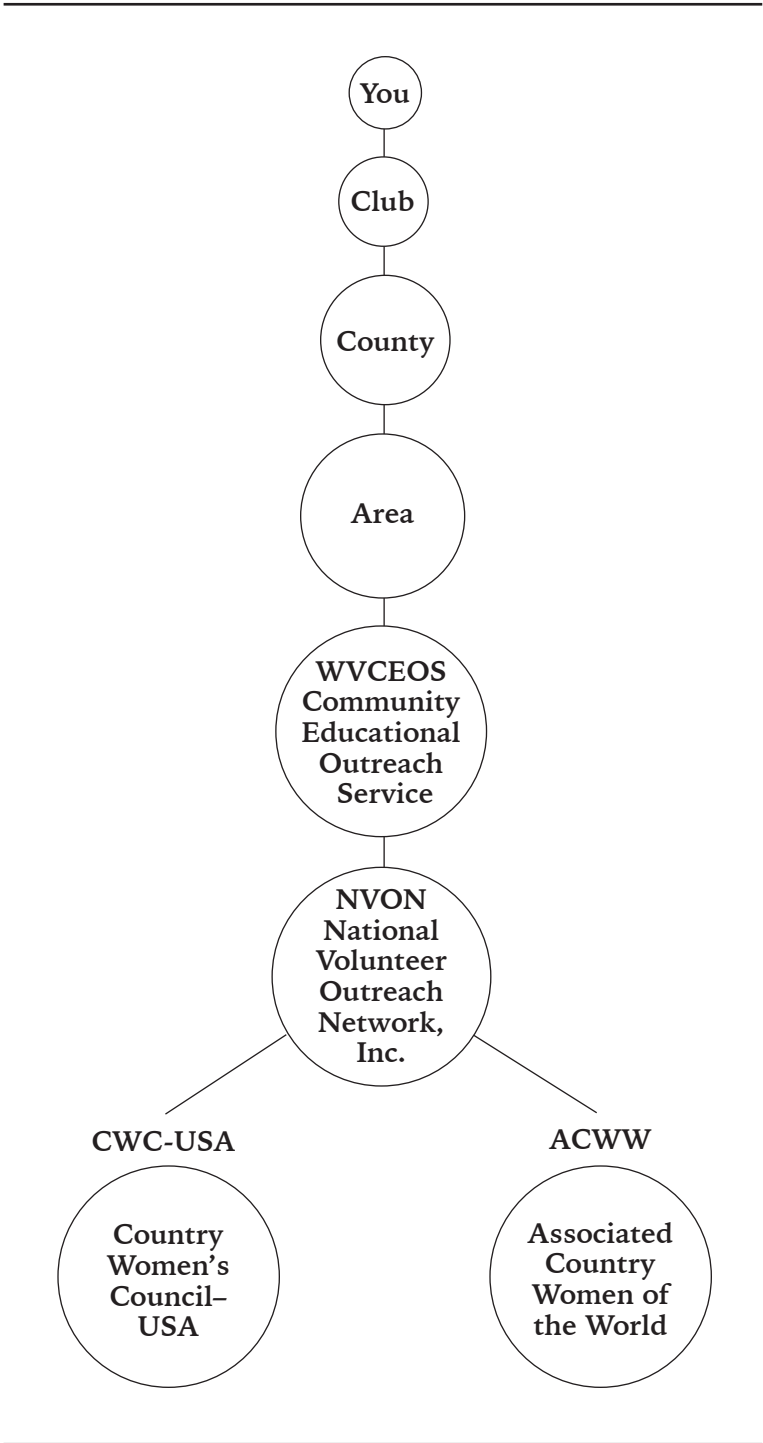 You
Club
County
Area
WVCEOS
Community
Educational
Outreach
Service
NVON
National
Volunteer
Outreach
Network,
Inc.
CWC-USA
Country
Women’s
Council–
USA
ACWW
Associated
Country
Women of
the World